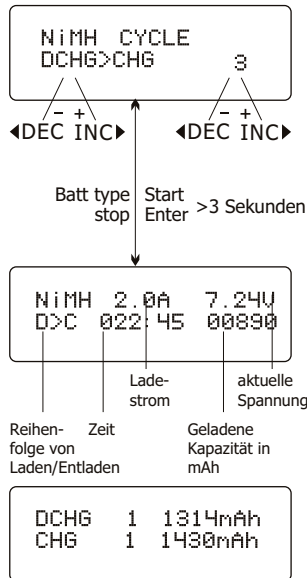 NiMH CYCLE
DCHG>CHG 3
- + - +
◀DEC INC▶ ◀DEC INC▶
Batt type Start
stop Enter >3 Sekunden
NiMH 2.0A 7.24V
D>C 022:45 00890
Lade- aktuelle
strom Spannung
Reihen- Zeit Geladene
folge von Kapazität in
Laden/Entladen mAh
DCHG 1 1314mAh
CHG 1 1430mAh